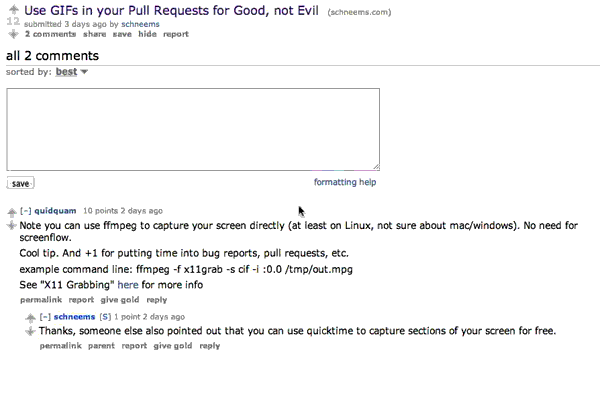 Use GIFs in your Pull Requests for Good, not Evil (schneems.com)
12
submitted 3 days ago by schneems
2 comments share save hide report
all 2 comments
sorted by: best
save
formatting help
[–] quidquam 10 points 2 days ago
Note you can use ffmpeg to capture your screen directly (at least on Linux, not sure about mac/windows). No need for
screenflow.
Cool tip. And +1 for putting time into bug reports, pull requests, etc.
example command line: ffmpeg -f x11grab -s cif -i :0.0 /tmp/out.mpg
See "X11 Grabbing" here for more info
permalink report give gold reply
[–] schneems [S] 1 point 2 days ago
Thanks, someone else also pointed out that you can use quicktime to capture sections of your screen for free.
permalink parent report give gold reply